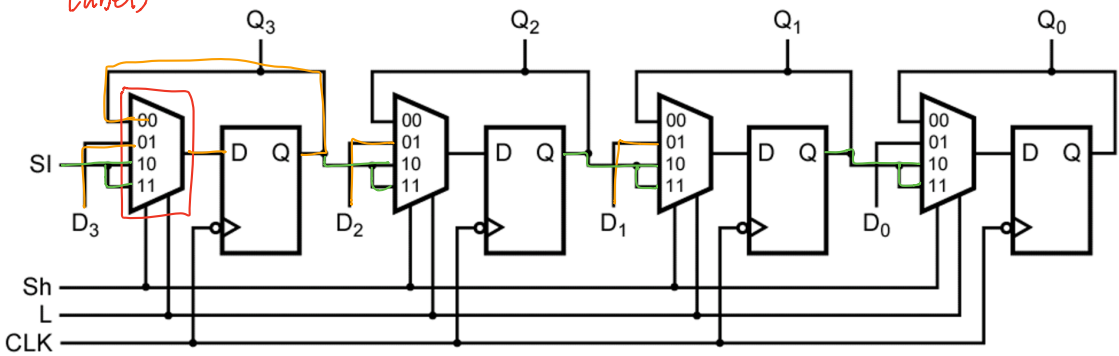 (labels)
Q3 Q2 Q1 Q0
00 00 00 00
01 01 01 01
D Q D Q D Q D Q
SI 10 10 10 10
11 11 11 11
D3 D2 D1 D0
Sh
L
CLK